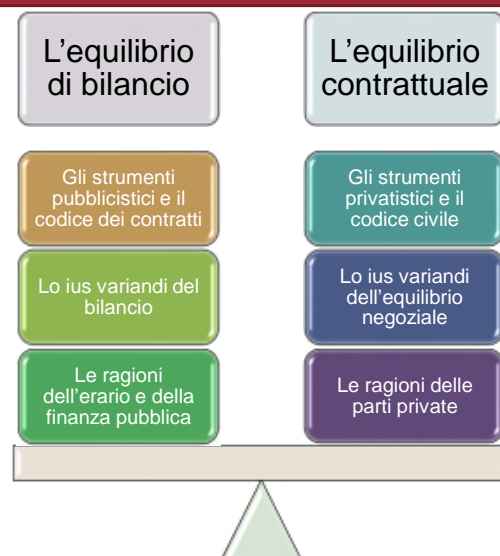 L’equilibrio
di bilancio
L’equilibrio
contrattuale
Gli strumenti
pubblicistici e il
codice dei contratti
Gli strumenti
privatistici e il
codice civile
Lo ius variandi del
bilancio
Lo ius variandi
dell’equilibrio
negoziale
Le ragioni
dell’erario e della
finanza pubblica
Le ragioni delle
parti private